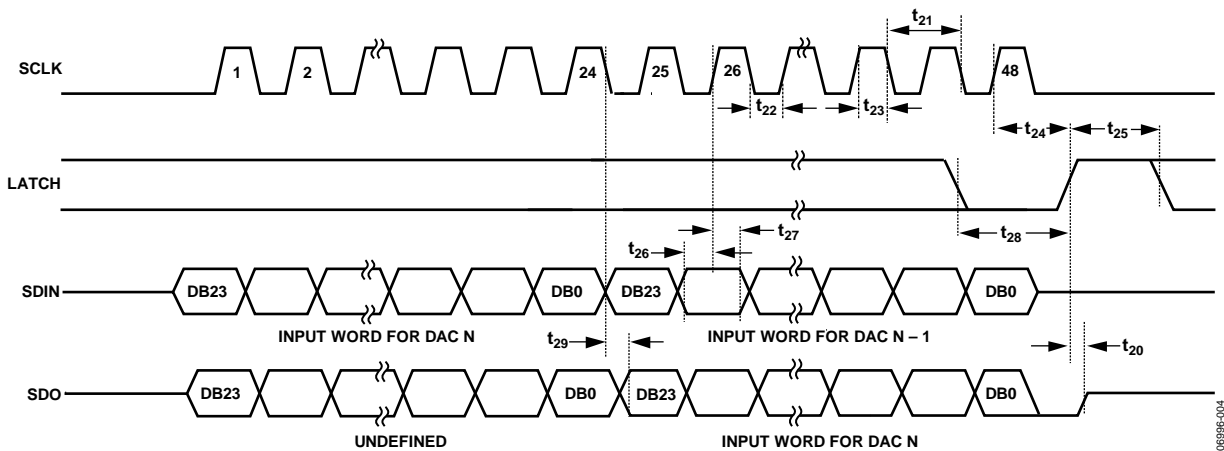 t21
SCLK
1
2
24
25
26
48
t22
t23
t24
t25
LATCH
t27
t28
t26
SDIN
DB23
DB0
DB23
DB0
INPUT WORD FOR DAC N
INPUT WORD FOR DAC N – 1
t29
t20
SDO
DB23
DB0
DB23
DB0
UNDEFINED
INPUT WORD FOR DAC N
06996-004